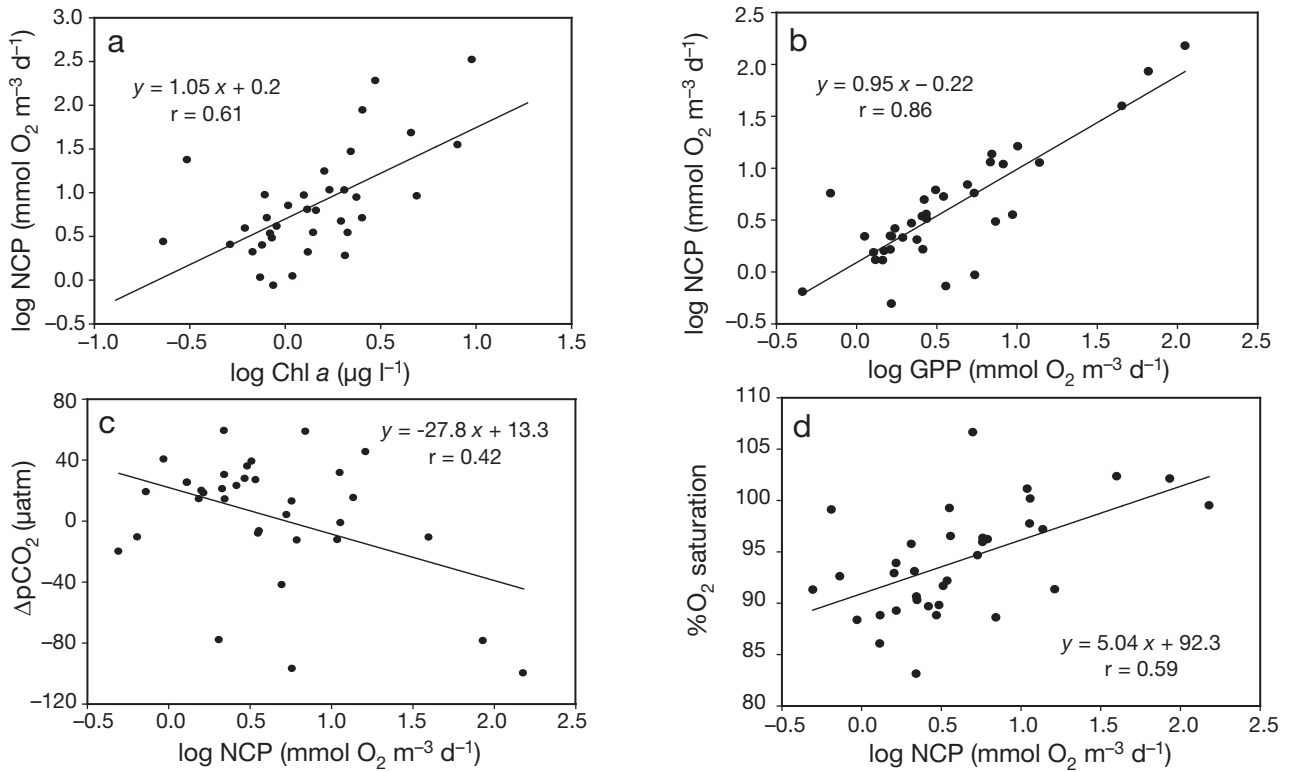 a
y = 1.05 x + 0.2
r = 0.61
log NCP (mmol O₂ m⁻³ d⁻¹)
3.0
2.5
2.0
1.5
1.0
0.5
0.0
−0.5
−1.0 −0.5 0.0 0.5 1.0 1.5
log Chl a (µg l⁻¹)
b
y = 0.95 x − 0.22
r = 0.86
log NCP (mmol O₂ m⁻³ d⁻¹)
2.5
2.0
1.5
1.0
0.5
0.0
−0.5
−0.5 0.0 0.5 1.0 1.5 2.0 2.5
log GPP (mmol O₂ m⁻³ d⁻¹)
c
y = -27.8 x + 13.3
r = 0.42
ΔpCO₂ (µatm)
80
40
0
−40
−80
−120
−0.5 0.0 0.5 1.0 1.5 2.0 2.5
log NCP (mmol O₂ m⁻³ d⁻¹)
d
y = 5.04 x + 92.3
r = 0.59
%O₂ saturation
110
105
100
95
90
85
80
−0.5 0.0 0.5 1.0 1.5 2.0 2.5
log NCP (mmol O₂ m⁻³ d⁻¹)